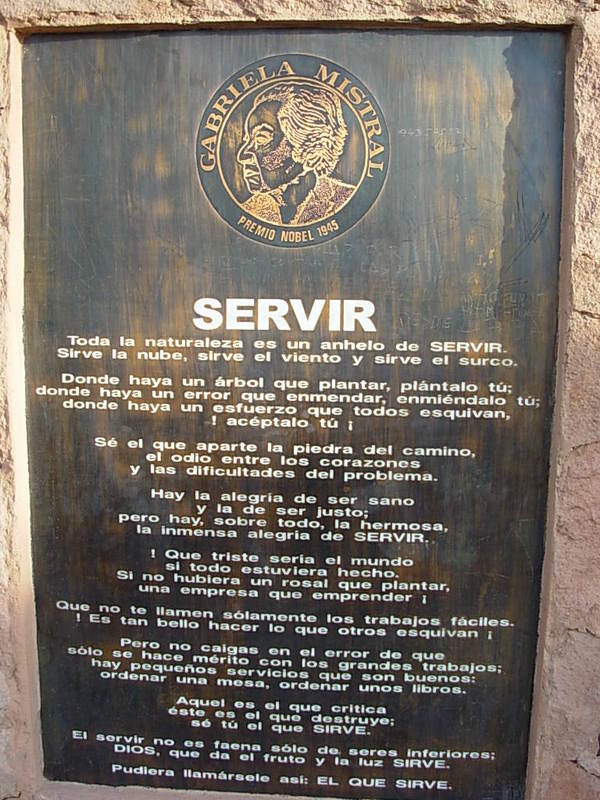 GABRIELA MISTRAL
PREMIO NOBEL 1945
SERVIR
Toda la naturaleza es un anhelo de SERVIR.
Sirve la nube, sirve el viento y sirve el surco.
Donde haya un árbol que plantar, plántalo tú;
donde haya un error que enmendar, enmiéndalo tú;
donde haya un esfuerzo que todos esquivan,
! acéptalo tú ¡
Sé el que aparte la piedra del camino,
el odio entre los corazones
y las dificultades del problema.
Hay la alegría de ser sano
y la de ser justo;
pero hay, sobre todo, la hermosa,
la inmensa alegría de SERVIR.
! Que triste sería el mundo
si todo estuviera hecho.
Si no hubiera un rosal que plantar,
una empresa que emprender ¡
Que no te llamen sólamente los trabajos fáciles.
! Es tan bello hacer lo que otros esquivan ¡
Pero no caigas en el error de que
sólo se hace mérito con los grandes trabajos;
hay pequeños servicios que son buenos:
ordenar una mesa, ordenar unos libros.
Aquel es el que critica
éste es el que destruye;
sé tú el que SIRVE.
El servir no es faena sólo de seres inferiores;
DIOS, que da el fruto y la luz SIRVE.
Pudiera llamársele así: EL QUE SIRVE.